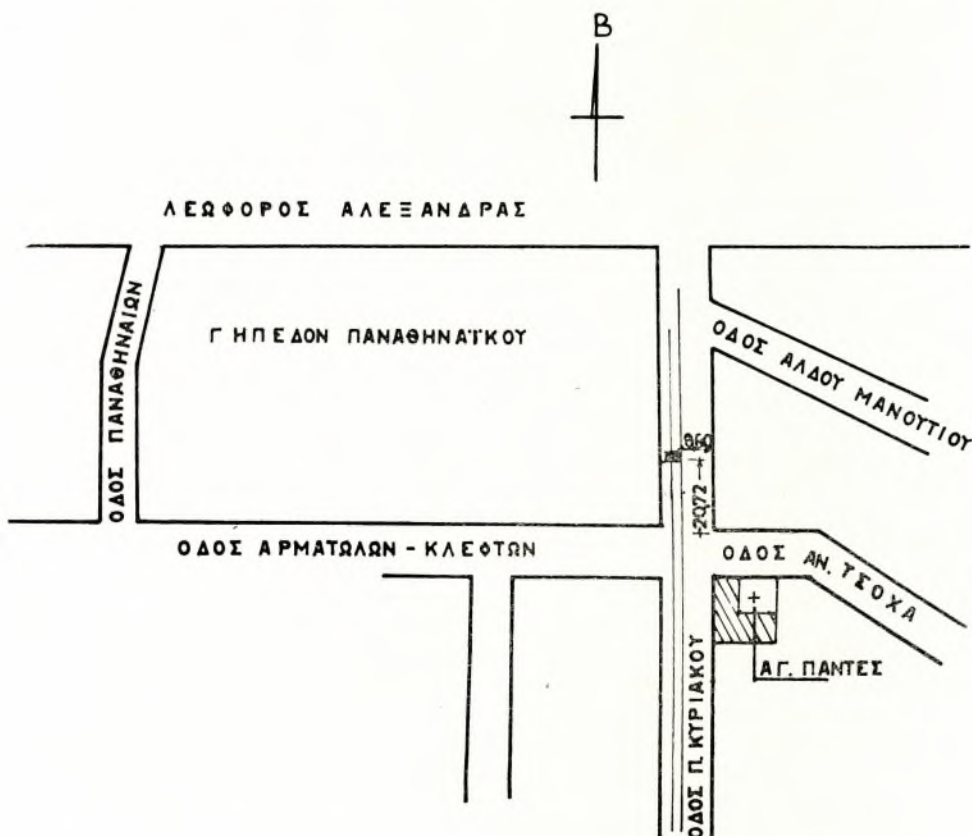 Β
ΛΕΩΦΟΡΟΣ ΑΛΕΞΑΝΔΡΑΣ
ΟΔΟΣ ΠΑΝΑΘΗΝΑΙΩΝ
ΓΗΠΕΔΟΝ ΠΑΝΑΘΗΝΑΪΚΟΥ
ΟΔΟΣ ΑΛΔΟΥ ΜΑΝΟΥΤΙΟΥ
20,72
ΟΔΟΣ ΑΡΜΑΤΩΛΩΝ - ΚΛΕΦΤΩΝ
ΟΔΟΣ ΑΝ. ΤΣΟΧΑ
ΑΓ. ΠΑΝΤΕΣ
ΟΔΟΣ Π. ΚΥΡΙΑΚΟΥ